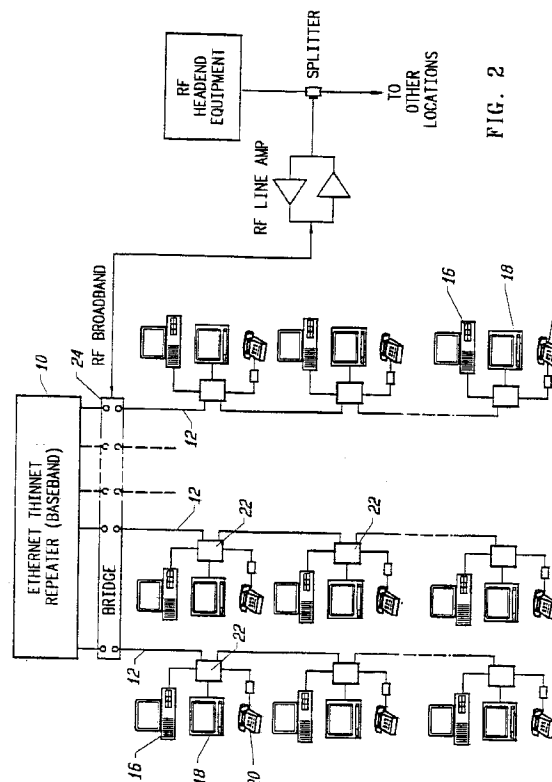 ETHERNET THINNET
REPEATER (BASEBAND)
10
24
BRIDGE
RF BROADBAND
RF LINE AMP
RF
HEADEND
EQUIPMENT
SPLITTER
TO
OTHER
LOCATIONS
12
12
12
22
22
22
16
18
20
16
18
FIG. 2